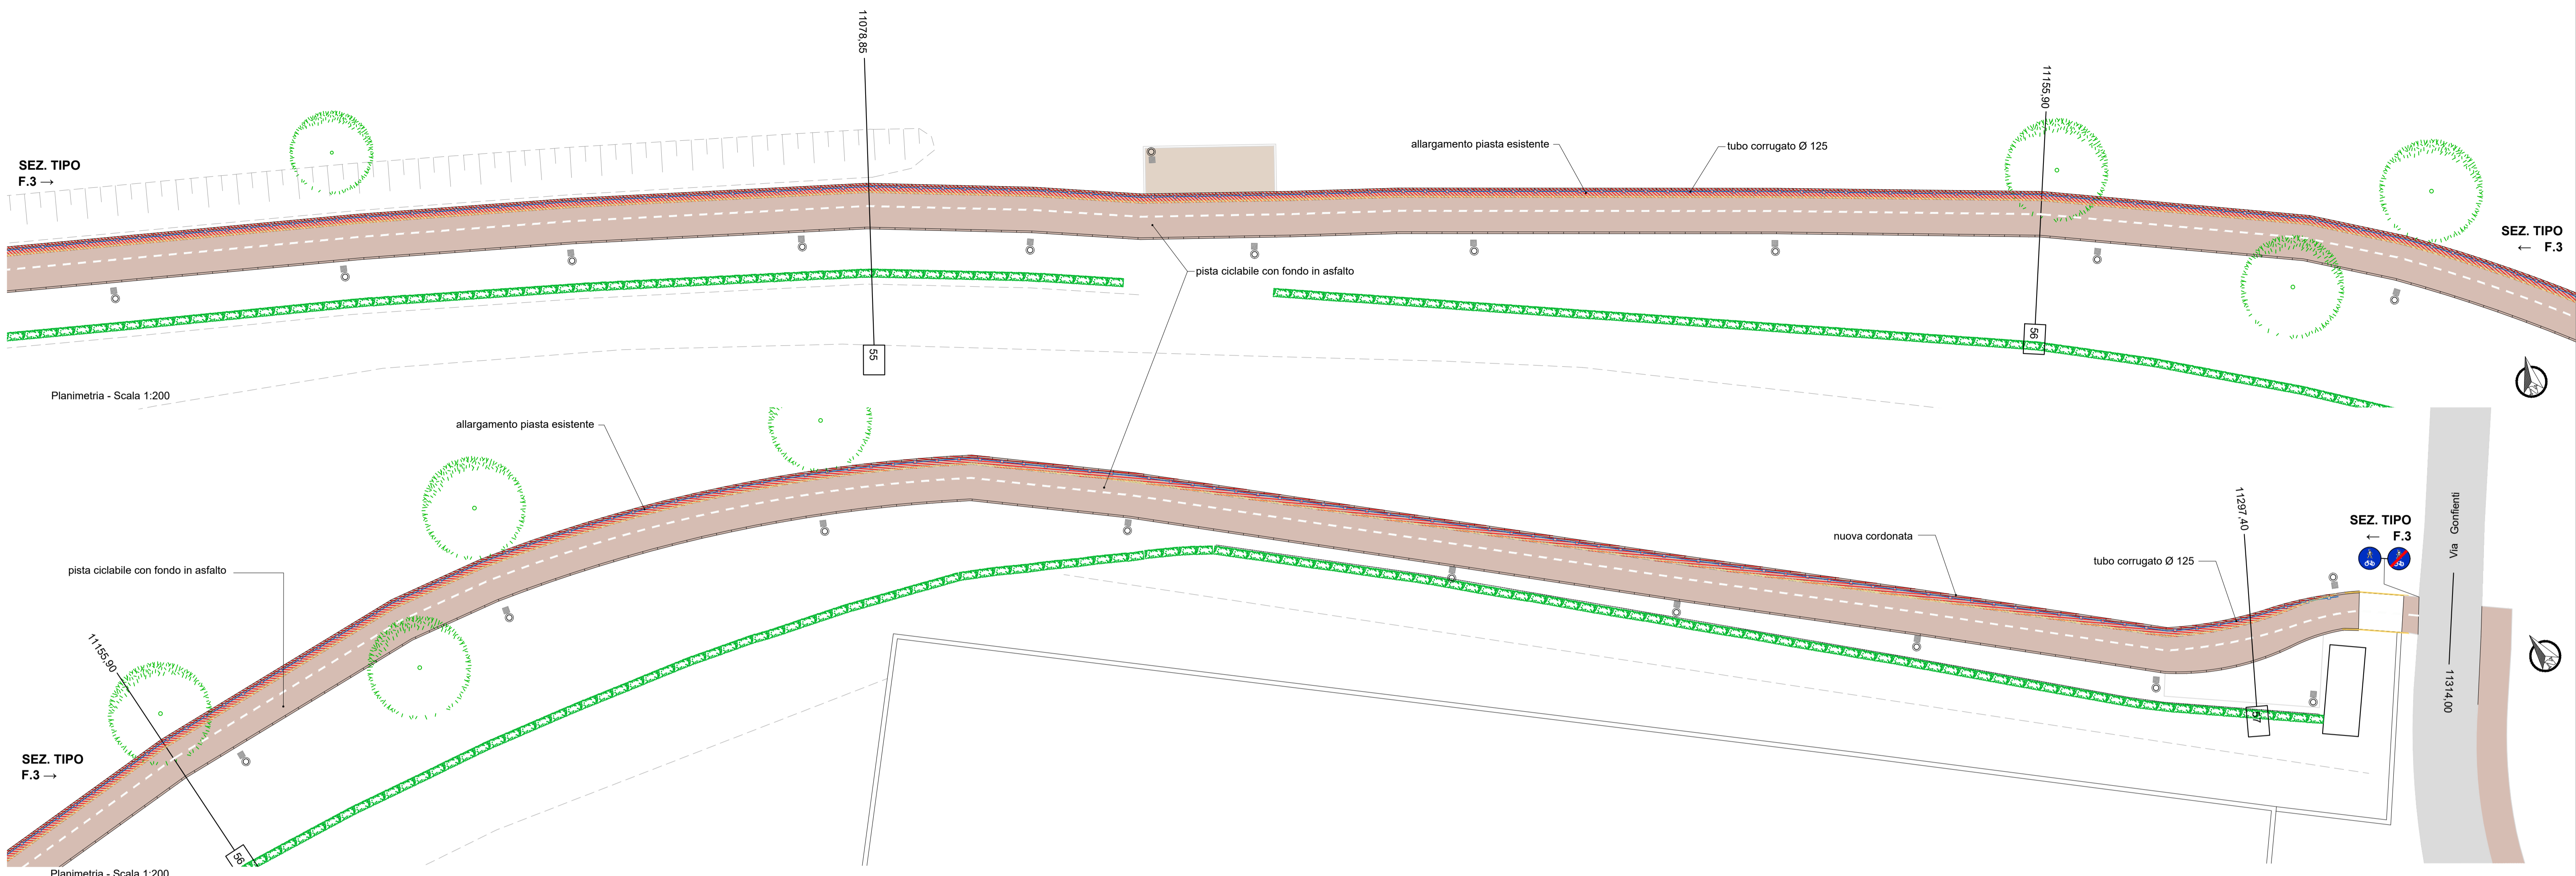 11078,85
11155,90
SEZ. TIPO
F.3 →
allargamento piasta esistente
tubo corrugato Ø 125
SEZ. TIPO
← F.3
pista ciclabile con fondo in asfalto
55
56
Planimetria - Scala 1:200
allargamento piasta esistente
11297,40
Via Gonfienti
SEZ. TIPO
← F.3
nuova cordonata
tubo corrugato Ø 125
pista ciclabile con fondo in asfalto
11155,90
11314,00
57
SEZ. TIPO
F.3 →
56
Planimetria - Scala 1:200